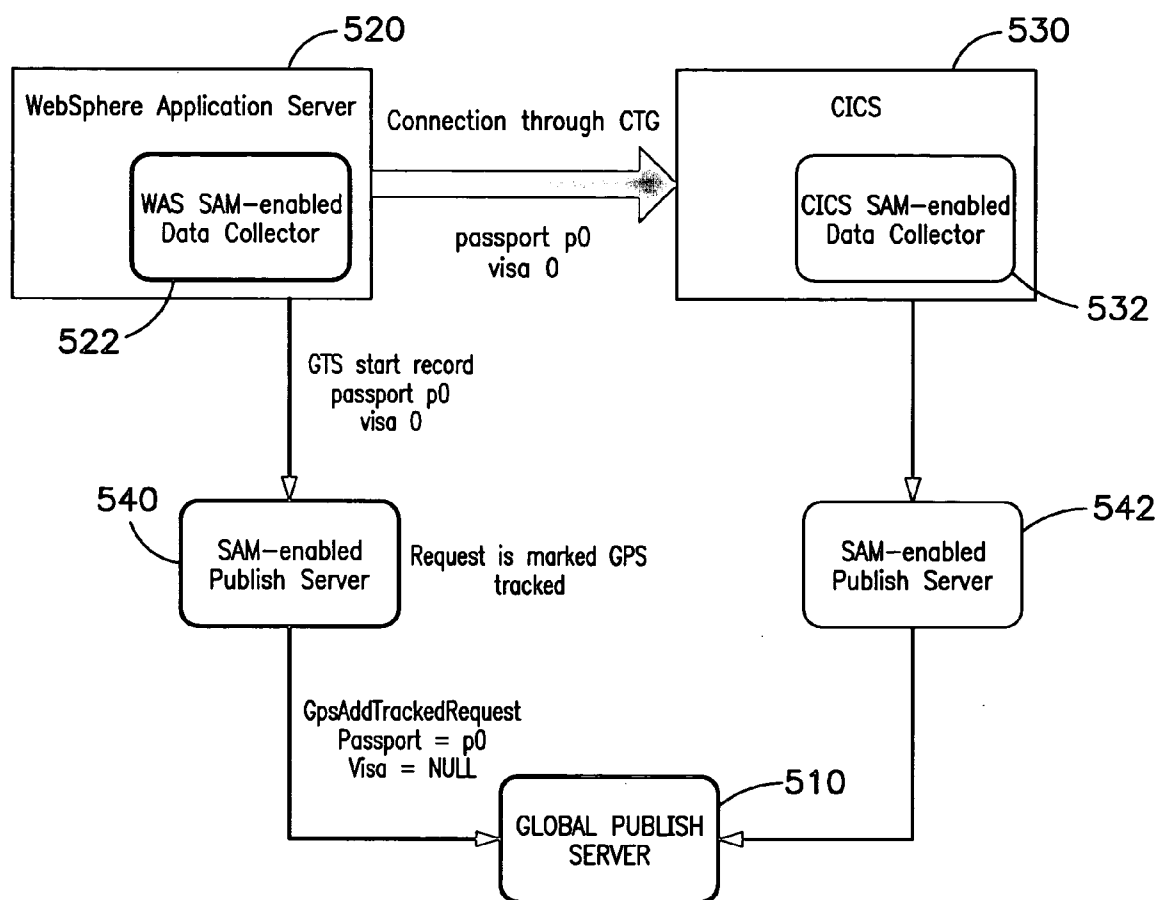 520
530
WebSphere Application Server
Connection through CTG
CICS
WAS SAM-enabled
Data Collector
CICS SAM-enabled
Data Collector
passport p0
visa 0
522
532
GTS start record
passport p0
visa 0
540
542
SAM-enabled
Publish Server
Request is marked GPS
tracked
SAM-enabled
Publish Server
GpsAddTrackedRequest
Passport = p0
Visa = NULL
510
GLOBAL PUBLISH
SERVER